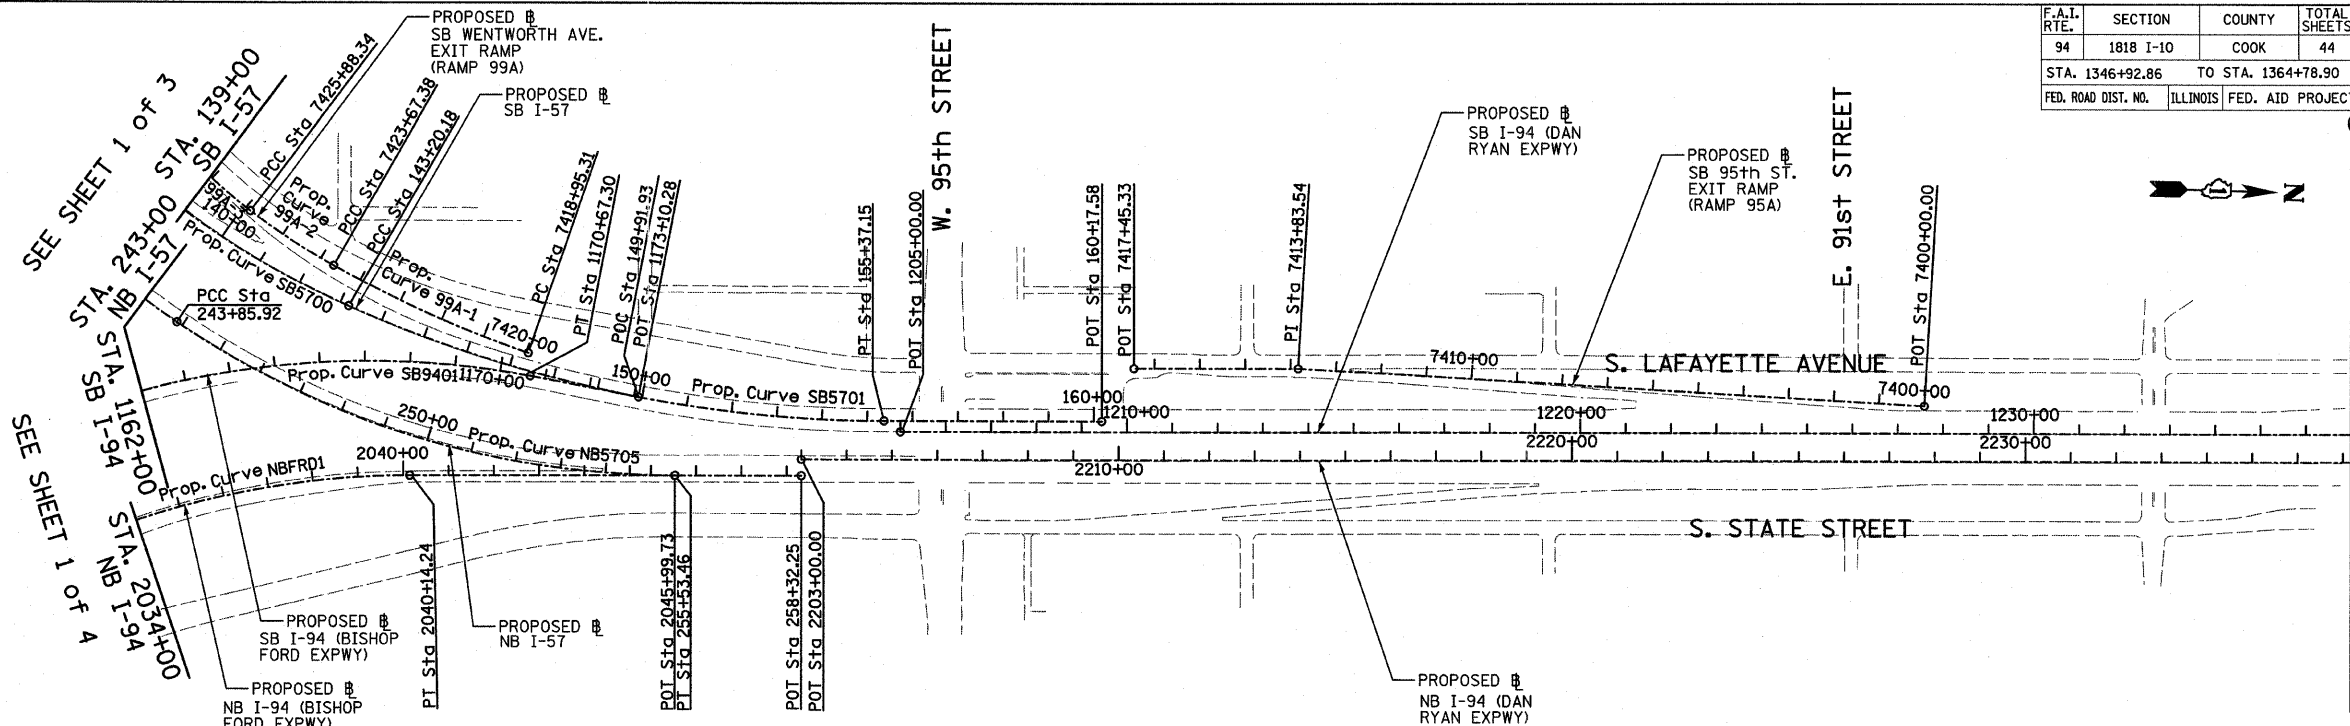 F.A.I. RTE.
SECTION
COUNTY
TOTAL SHEETS
94
1818 I-10
COOK
44
STA. 1346+92.86 TO STA. 1364+78.90
FED. ROAD DIST. NO.
ILLINOIS
FED. AID PROJECT
N
SEE SHEET 1 of 3
STA. 139+00
SB I-57
STA. 243+00
NB I-57
STA. 1162+00
SB I-94
STA. 2034+00
NB I-94
SEE SHEET 1 of 4
PROPOSED ℄
SB WENTWORTH AVE.
EXIT RAMP
(RAMP 99A)
PROPOSED ℄
SB I-57
PCC Sta 7425+88.34
PCC Sta 7423+67.38
PCC Sta 143+20.18
PC Sta 7418+95.31
PT Sta 1170+67.30
POC Sta 149+91.93
POT Sta 1173+10.28
PT Sta 155+37.15
POT Sta 1205+00.00
W. 95th STREET
POT Sta 160+17.58
POT Sta 7417+45.33
PI Sta 7413+83.54
PROPOSED ℄
SB I-94 (DAN
RYAN EXPWY)
PROPOSED ℄
SB 95th ST.
EXIT RAMP
(RAMP 95A)
E. 91st STREET
POT Sta 7400+00.00
99A-3
Prop.
Curve
99A-2
140+00
Prop. Curve SB5700
Prop.
Curve 99A-1
7420+00
PCC Sta
243+85.92
Prop. Curve SB9401
1170+00
150+00
Prop. Curve SB5701
160+00
1210+00
7410+00
S. LAFAYETTE AVENUE
7400+00
1220+00
1230+00
250+00
Prop. Curve NB5705
2040+00
Prop. Curve NBFRD1
2210+00
2220+00
2230+00
S. STATE STREET
PT Sta 2040+14.24
POT Sta 2045+99.73
PT Sta 255+53.46
POT Sta 258+32.25
POT Sta 2203+00.00
PROPOSED ℄
SB I-94 (BISHOP
FORD EXPWY)
PROPOSED ℄
NB I-57
PROPOSED ℄
NB I-94 (BISHOP
FORD EXPWY)
PROPOSED ℄
NB I-94 (DAN
RYAN EXPWY)